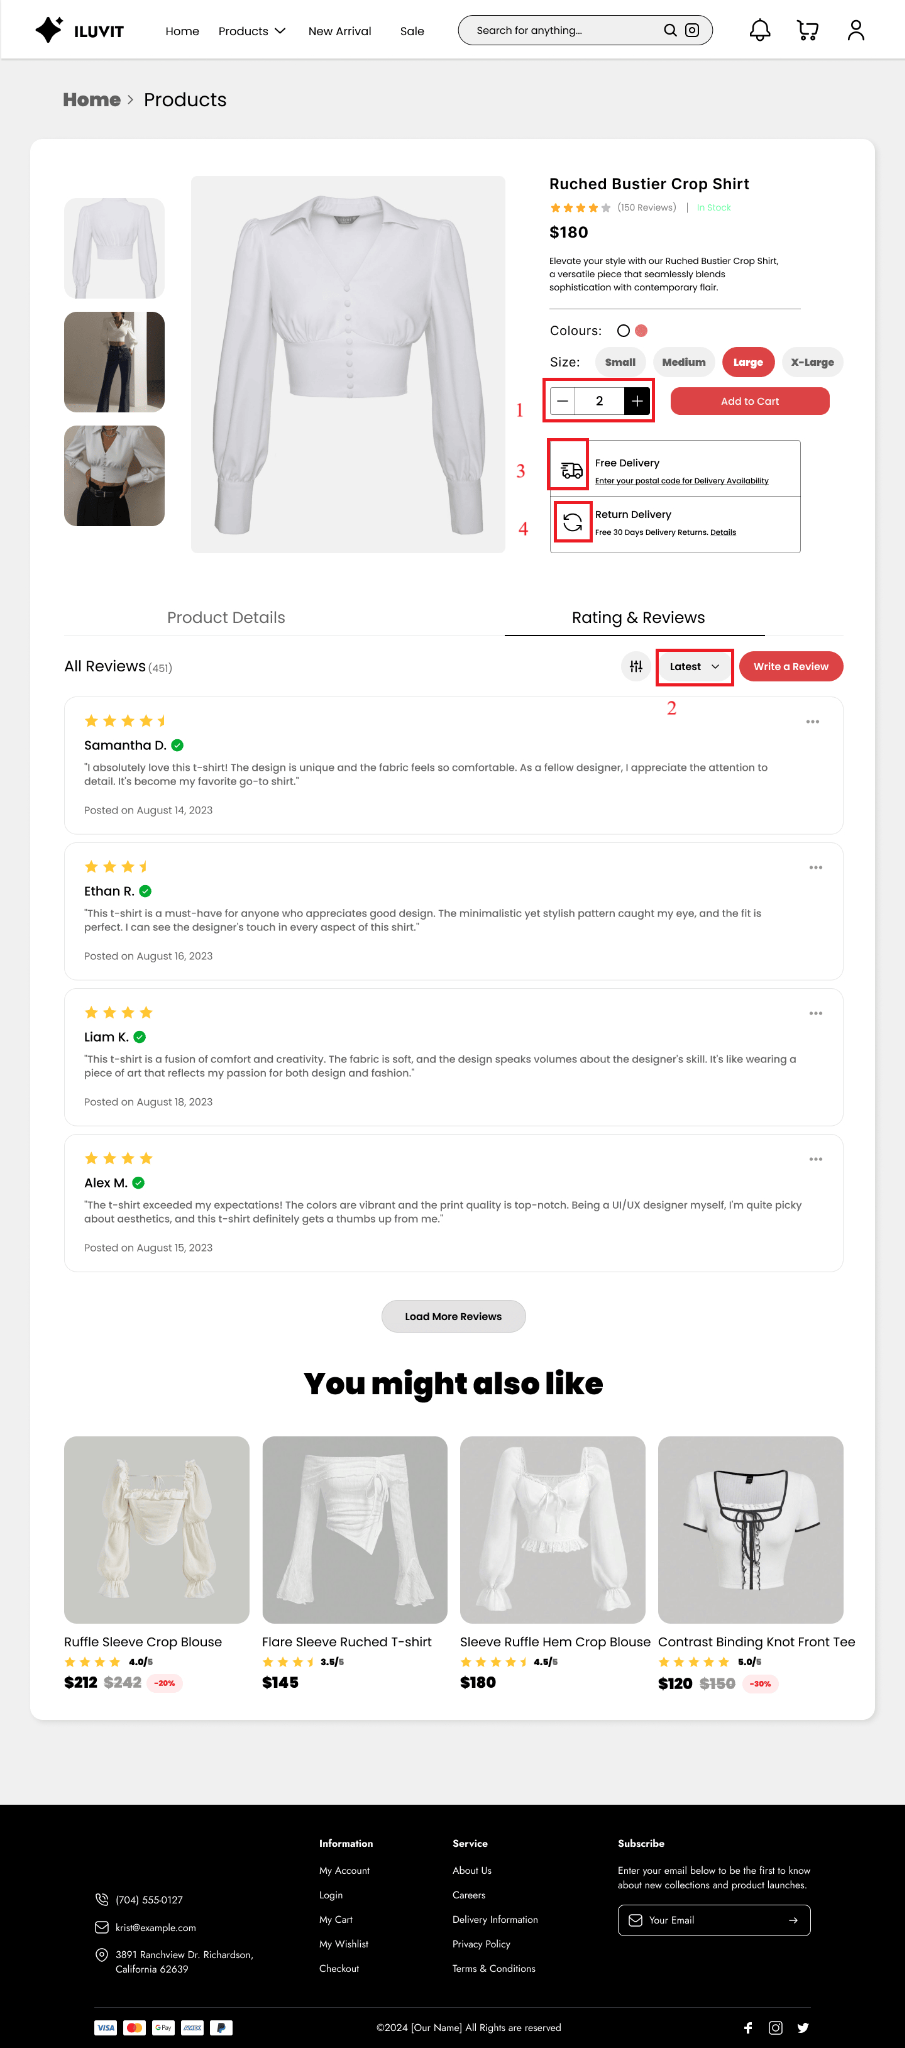 ILUVIT
Home
Products
New Arrival
Sale
Search for anything...
Home > Products
Ruched Bustier Crop Shirt
(150 Reviews) | In Stock
$180
Elevate your style with our Ruched Bustier Crop Shirt,
a versatile piece that seamlessly blends
sophistication with contemporary flair.
Colours:
Size: Small Medium Large X-Large
1
2
Add to Cart
3
Free Delivery
Enter your postal code for Delivery Availability
4
Return Delivery
Free 30 Days Delivery Returns. Details
Product Details
Rating & Reviews
All Reviews (451)
Latest
Write a Review
2
Samantha D.
"I absolutely love this t-shirt! The design is unique and the fabric feels so comfortable. As a fellow designer, I appreciate the attention to
detail. It's become my favorite go-to shirt."
Posted on August 14, 2023
Ethan R.
"This t-shirt is a must-have for anyone who appreciates good design. The minimalistic yet stylish pattern caught my eye, and the fit is
perfect. I can see the designer's touch in every aspect of this shirt."
Posted on August 16, 2023
Liam K.
"This t-shirt is a fusion of comfort and creativity. The fabric is soft, and the design speaks volumes about the designer's skill. It's like wearing a
piece of art that reflects my passion for both design and fashion."
Posted on August 18, 2023
Alex M.
"The t-shirt exceeded my expectations! The colors are vibrant and the print quality is top-notch. Being a UI/UX designer myself, I'm quite picky
about aesthetics, and this t-shirt definitely gets a thumbs up from me."
Posted on August 15, 2023
Load More Reviews
You might also like
Ruffle Sleeve Crop Blouse
4.0/5
$212 $242 -20%
Flare Sleeve Ruched T-shirt
3.5/5
$145
Sleeve Ruffle Hem Crop Blouse
4.5/5
$180
Contrast Binding Knot Front Tee
5.0/5
$120 $150 -30%
(704) 555-0127
krist@example.com
3891 Ranchview Dr. Richardson,
California 62639
Information
My Account
Login
My Cart
My Wishlist
Checkout
Service
About Us
Careers
Delivery Information
Privacy Policy
Terms & Conditions
Subscribe
Enter your email below to be the first to know
about new collections and product launches.
Your Email
VISA
G Pay
©2024 [Our Name] All Rights are reserved